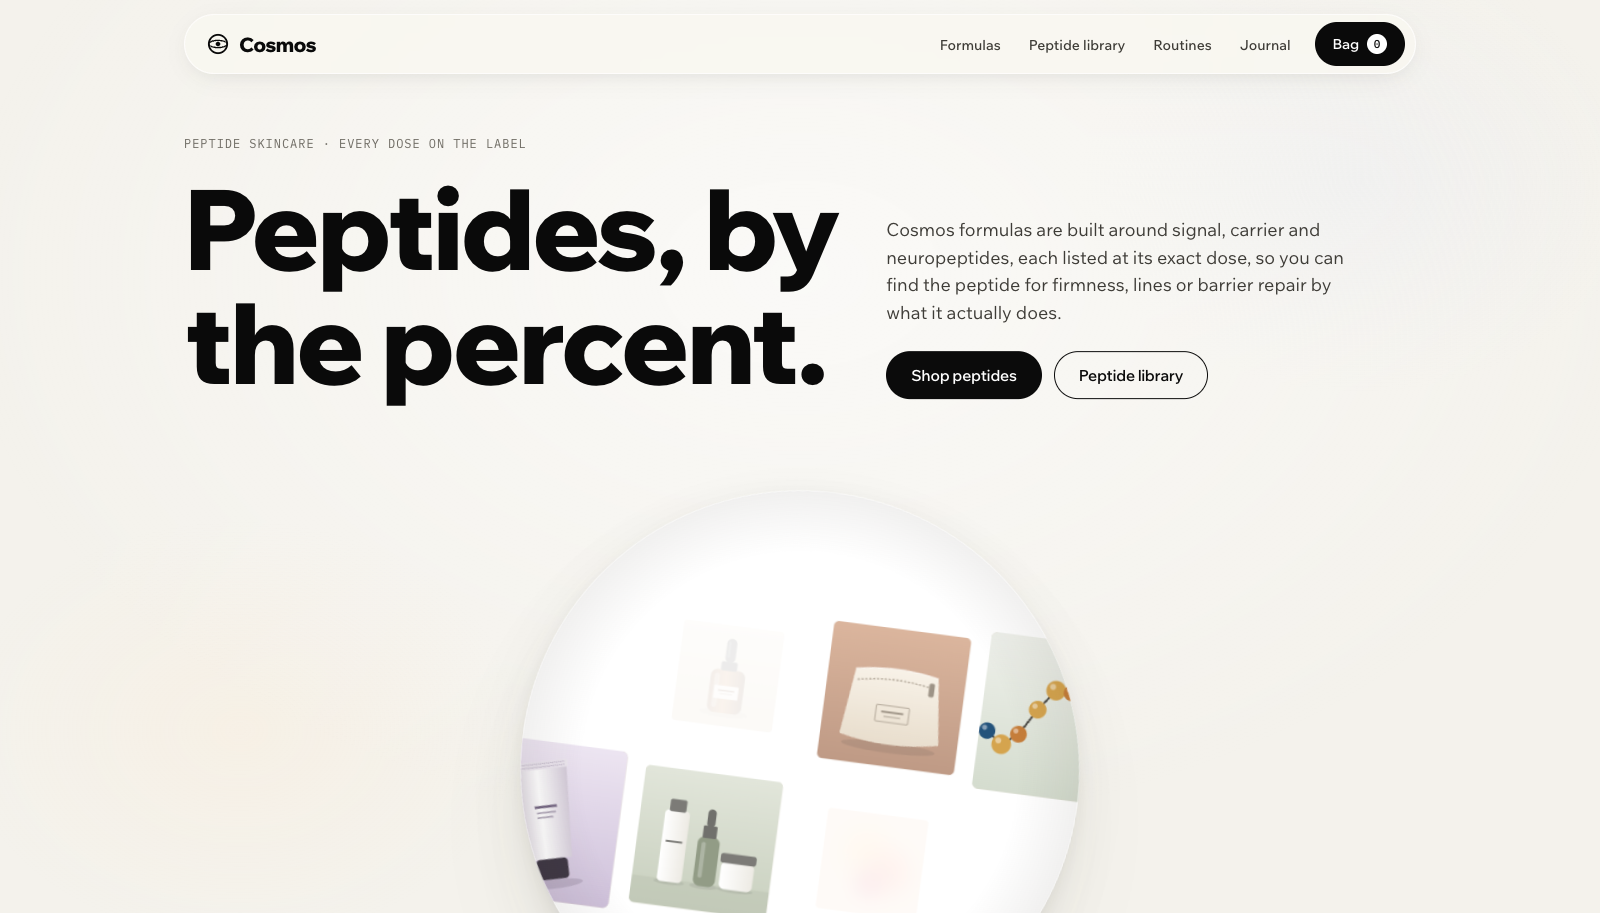 Cosmos
Formulas
Peptide library
Routines
Journal
Bag 0
PEPTIDE SKINCARE · EVERY DOSE ON THE LABEL
Peptides, by
the percent.
Cosmos formulas are built around signal, carrier and
neuropeptides, each listed at its exact dose, so you can
find the peptide for firmness, lines or barrier repair by
what it actually does.
Shop peptides
Peptide library